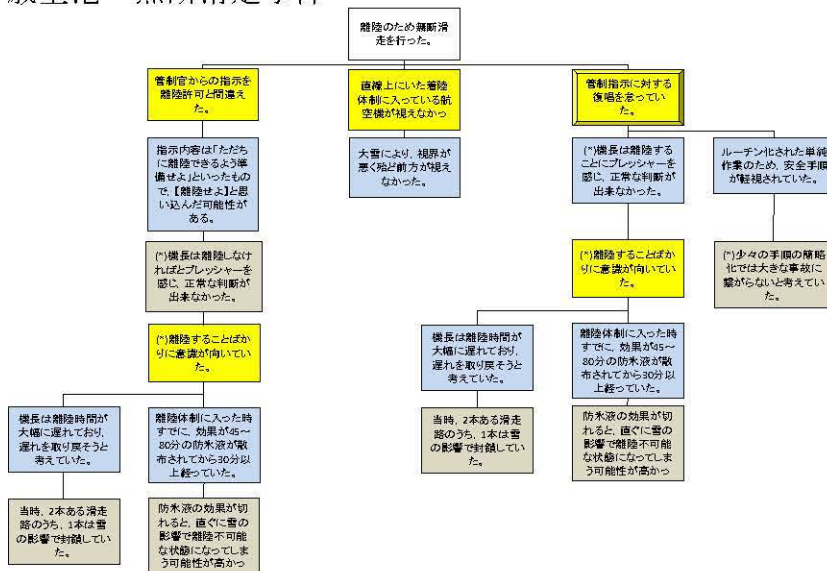 離陸のため無断滑
走を行った。
管制官からの指示を
離陸許可と間違え
た。
直線上にいた着陸
体制に入っている航
空機が視えなかっ
管制指示に対する
復唱を怠ってい
た。
指示内容は「ただち
に離陸できるよう準
備せよ」といったもの
で、【離陸せよ】と思
い込んだ可能性が
ある。
大雪により、視界が
悪く殆ど前方が視え
なかった。
(*)機長は離陸する
ことにプレッシャーを
感じ、正常な判断が
出来なかった。
ルーチン化された単純
作業のため、安全手順
が軽視されていた。
(*)機長は離陸しなけ
ればとプレッシャーを
感じ、正常な判断が
出来なかった。
(*)離陸することばか
りに意識が向いてい
た。
(*)少々の手順の簡略
化では大きな事故に
繋がらないと考えてい
た。
(*)離陸することばか
りに意識が向いてい
た。
機長は離陸時間が
大幅に遅れており、
遅れを取り戻そうと
考えていた。
離陸体制に入った時
すでに、効果が45～
80分の防氷液が散
布されてから30分以
上経っていた。
機長は離陸時間が
大幅に遅れており、
遅れを取り戻そうと
考えていた。
離陸体制に入った時
すでに、効果が45～
80分の防氷液が散
布されてから30分以
上経っていた。
当時、2本ある滑走
路のうち、1本は雪
の影響で封鎖してい
た。
防氷液の効果が切
れると、直ぐに雪の
影響で離陸不可能
な状態になってしま
う可能性が高かっ
当時、2本ある滑走
路のうち、1本は雪
の影響で封鎖してい
た。
防氷液の効果が切
れると、直ぐに雪の
影響で離陸不可能
な状態になってしま
う可能性が高かっ